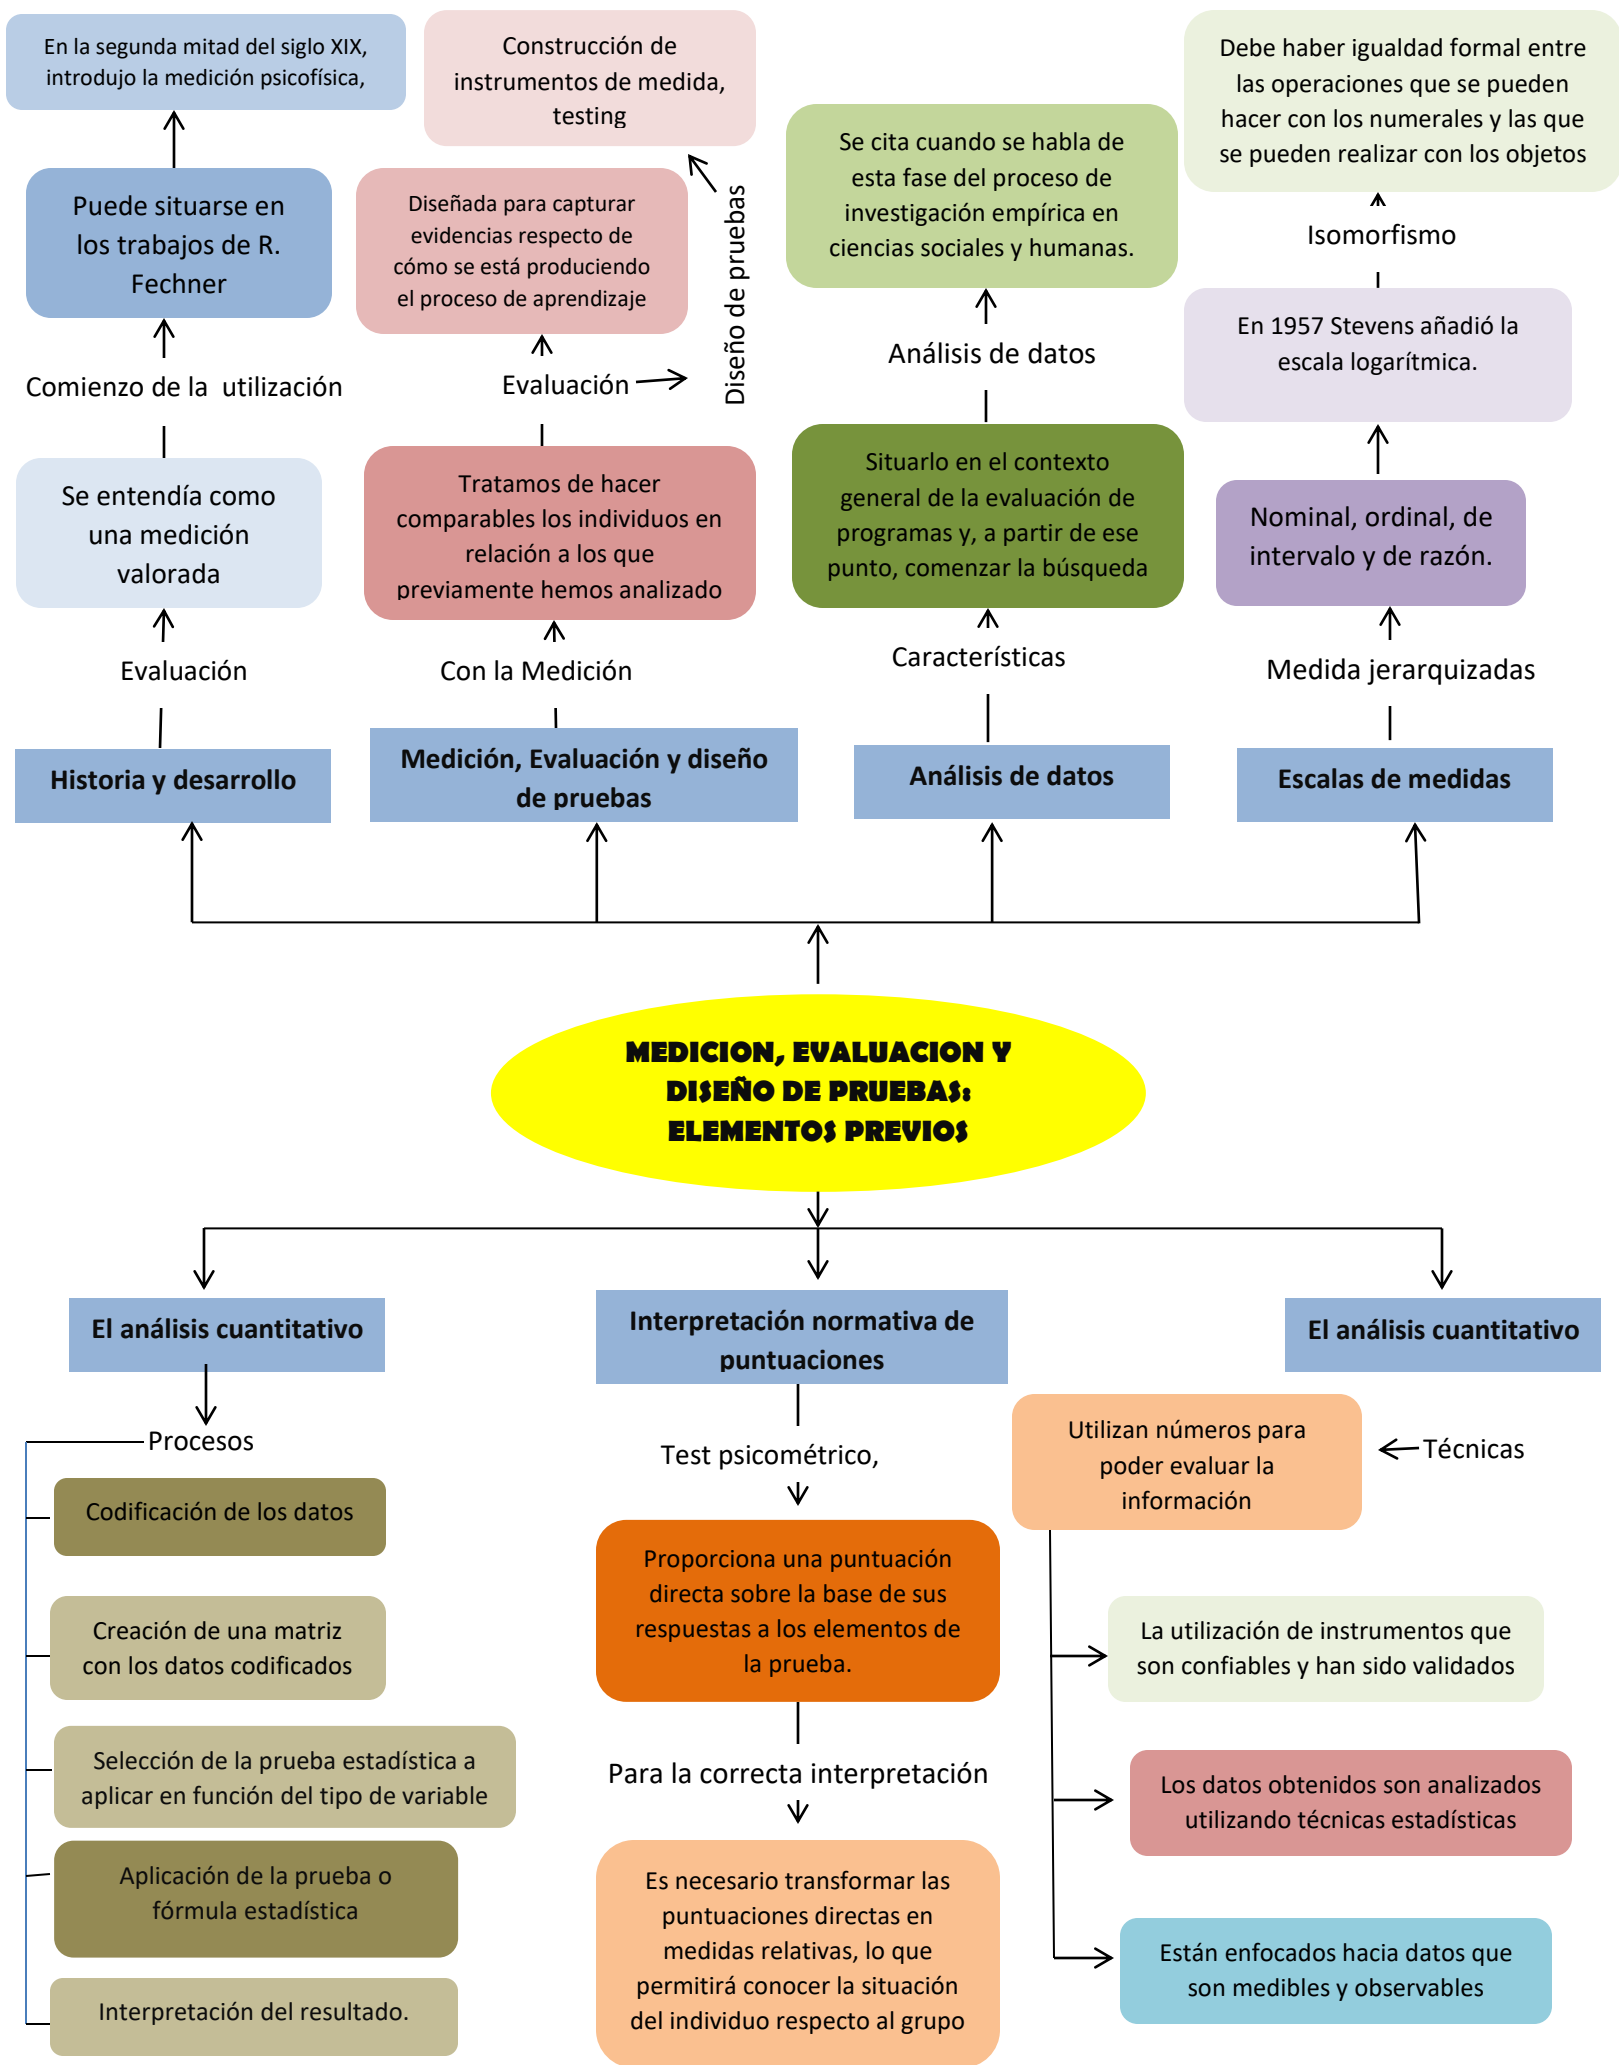 En la segunda mitad del siglo XIX,
introdujo la medición psicofísica,
Puede situarse en
los trabajos de R.
Fechner
Comienzo de la  utilización
Se entendía como
una medición
valorada
Evaluación
Historia y desarrollo
Construcción de
instrumentos de medida,
testing
Diseñada para capturar
evidencias respecto de
cómo se está produciendo
el proceso de aprendizaje
Diseño de pruebas
Evaluación
Tratamos de hacer
comparables los individuos en
relación a los que
previamente hemos analizado
Con la Medición
Medición, Evaluación y diseño
de pruebas
Se cita cuando se habla de
esta fase del proceso de
investigación empírica en
ciencias sociales y humanas.
Análisis de datos
Situarlo en el contexto
general de la evaluación de
programas y, a partir de ese
punto, comenzar la búsqueda
Características
Análisis de datos
Debe haber igualdad formal entre
las operaciones que se pueden
hacer con los numerales y las que
se pueden realizar con los objetos
Isomorfismo
En 1957 Stevens añadió la
escala logarítmica.
Nominal, ordinal, de
intervalo y de razón.
Medida jerarquizadas
Escalas de medidas
MEDICION, EVALUACION Y
DISEÑO DE PRUEBAS:
ELEMENTOS PREVIOS
El análisis cuantitativo
Procesos
Codificación de los datos
Creación de una matriz
con los datos codificados
Selección de la prueba estadística a
aplicar en función del tipo de variable
Aplicación de la prueba o
fórmula estadística
Interpretación del resultado.
Interpretación normativa de
puntuaciones
Test psicométrico,
Proporciona una puntuación
directa sobre la base de sus
respuestas a los elementos de
la prueba.
Para la correcta interpretación
Es necesario transformar las
puntuaciones directas en
medidas relativas, lo que
permitirá conocer la situación
del individuo respecto al grupo
El análisis cuantitativo
Técnicas
Utilizan números para
poder evaluar la
información
La utilización de instrumentos que
son confiables y han sido validados
Los datos obtenidos son analizados
utilizando técnicas estadísticas
Están enfocados hacia datos que
son medibles y observables